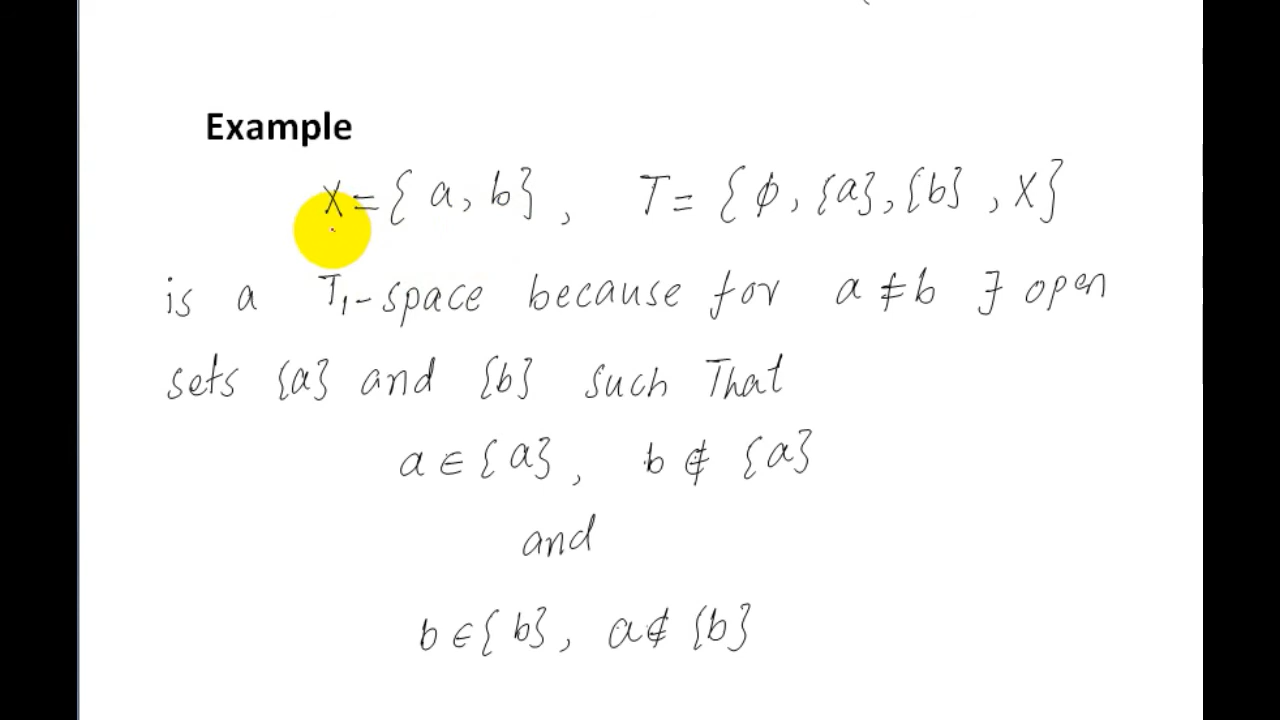 Example
X = { a, b } , T = { ϕ, {a}, {b} , X }
is a T₁-space because for a ≠ b ∃ open
sets {a} and {b} such That
a ∈ {a} , b ∉ {a}
and
b ∈ { b} , a ∉ {b}